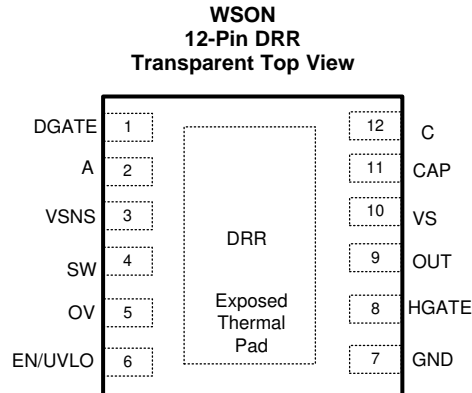 WSON
12-Pin DRR
Transparent Top View
DGATE 1
A 2
VSNS 3
SW 4
OV 5
EN/UVLO 6
DRR
Exposed
Thermal
Pad
12 C
11 CAP
10 VS
9 OUT
8 HGATE
7 GND